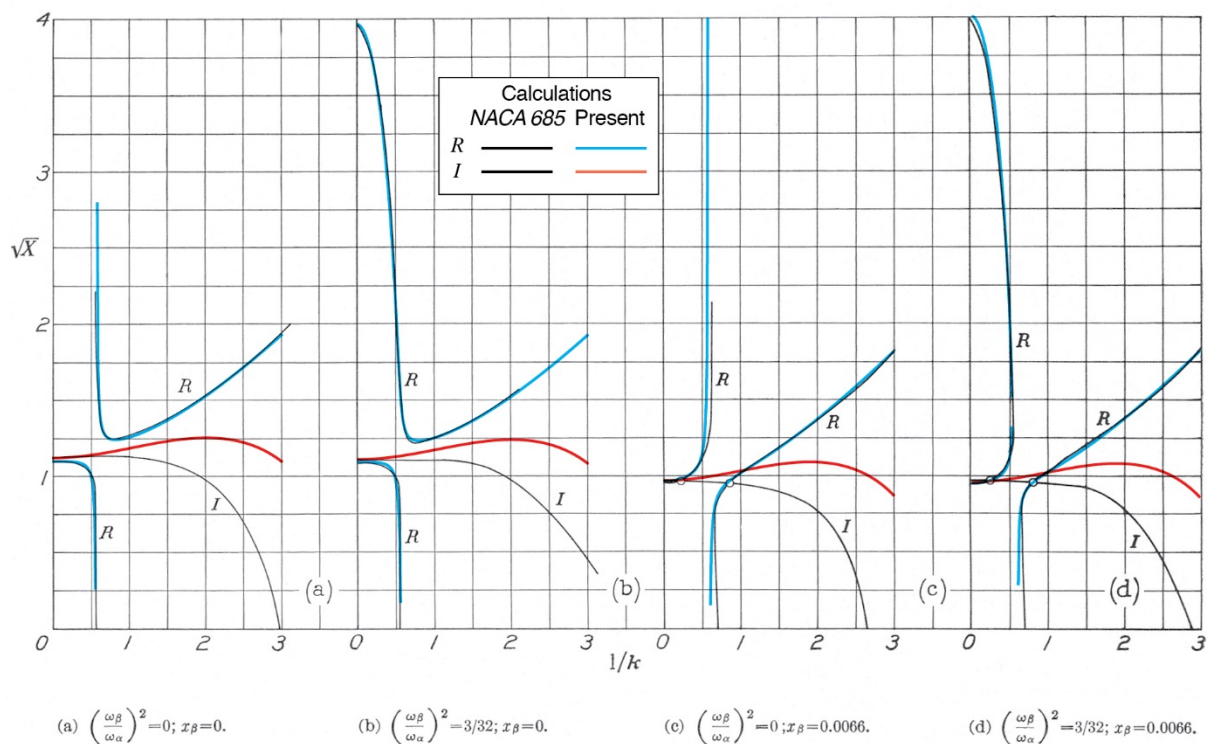 4
Calculations
NACA 685 Present
R
I
3
√X
2
R
R
R
R
R
R
1
I
I
I
I
R
R
(a)
(b)
(c)
(d)
0
0 1 2 3
0 1 2 3
0 1 2 3
0 1 2 3
1/k
(a) (ωβ/ωα)²=0; xβ=0.
(b) (ωβ/ωα)²=3/32; xβ=0.
(c) (ωβ/ωα)²=0; xβ=0.0066.
(d) (ωβ/ωα)²=3/32; xβ=0.0066.